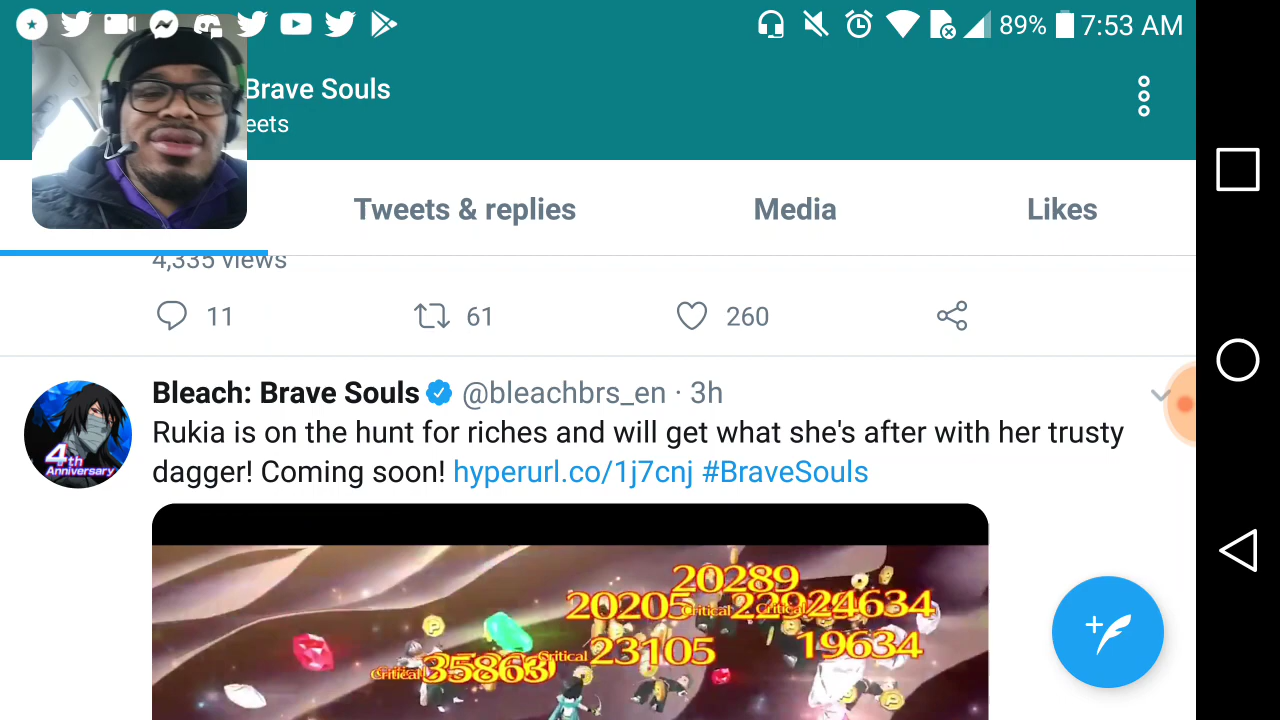 89% 7:53 AM
Brave Souls
eets
Tweets & replies Media Likes
4,335 views
11 61 260
Bleach: Brave Souls @bleachbrs_en · 3h
Rukia is on the hunt for riches and will get what she's after with her trusty
dagger! Coming soon! hyperurl.co/1j7cnj #BraveSouls
4th
Anniversary
20289
20205 Critical 22924634
Critical 23105 19634
Critical 35863